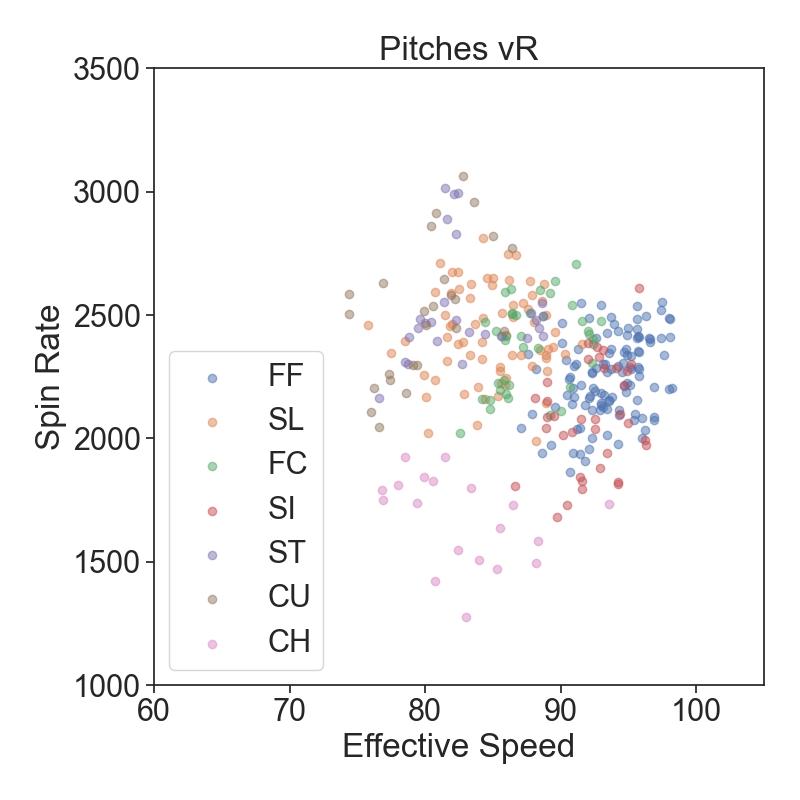 Pitches vR
3500
3000
2500
2000
1500
1000
Spin Rate
FF
SL
FC
SI
ST
CU
CH
60 70 80 90 100
Effective Speed